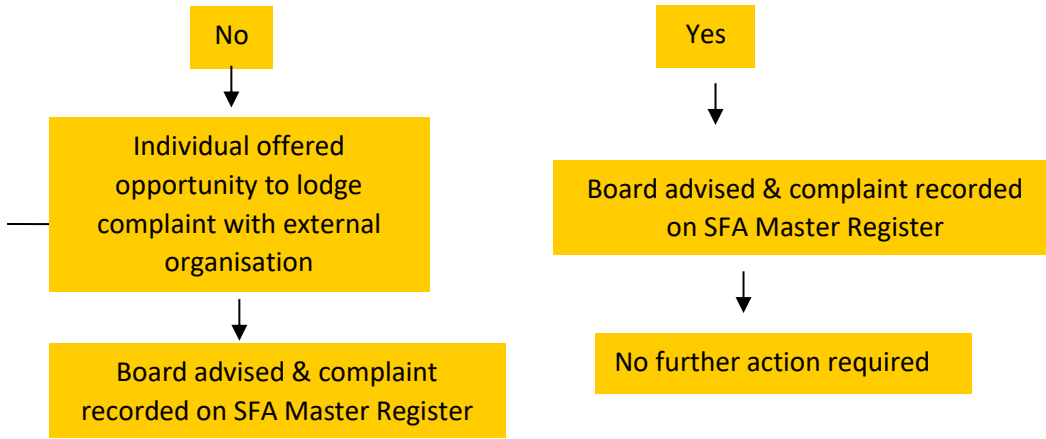 No
Individual offered
opportunity to lodge
complaint with external
organisation
Board advised & complaint
recorded on SFA Master Register
Yes
Board advised & complaint recorded
on SFA Master Register
No further action required